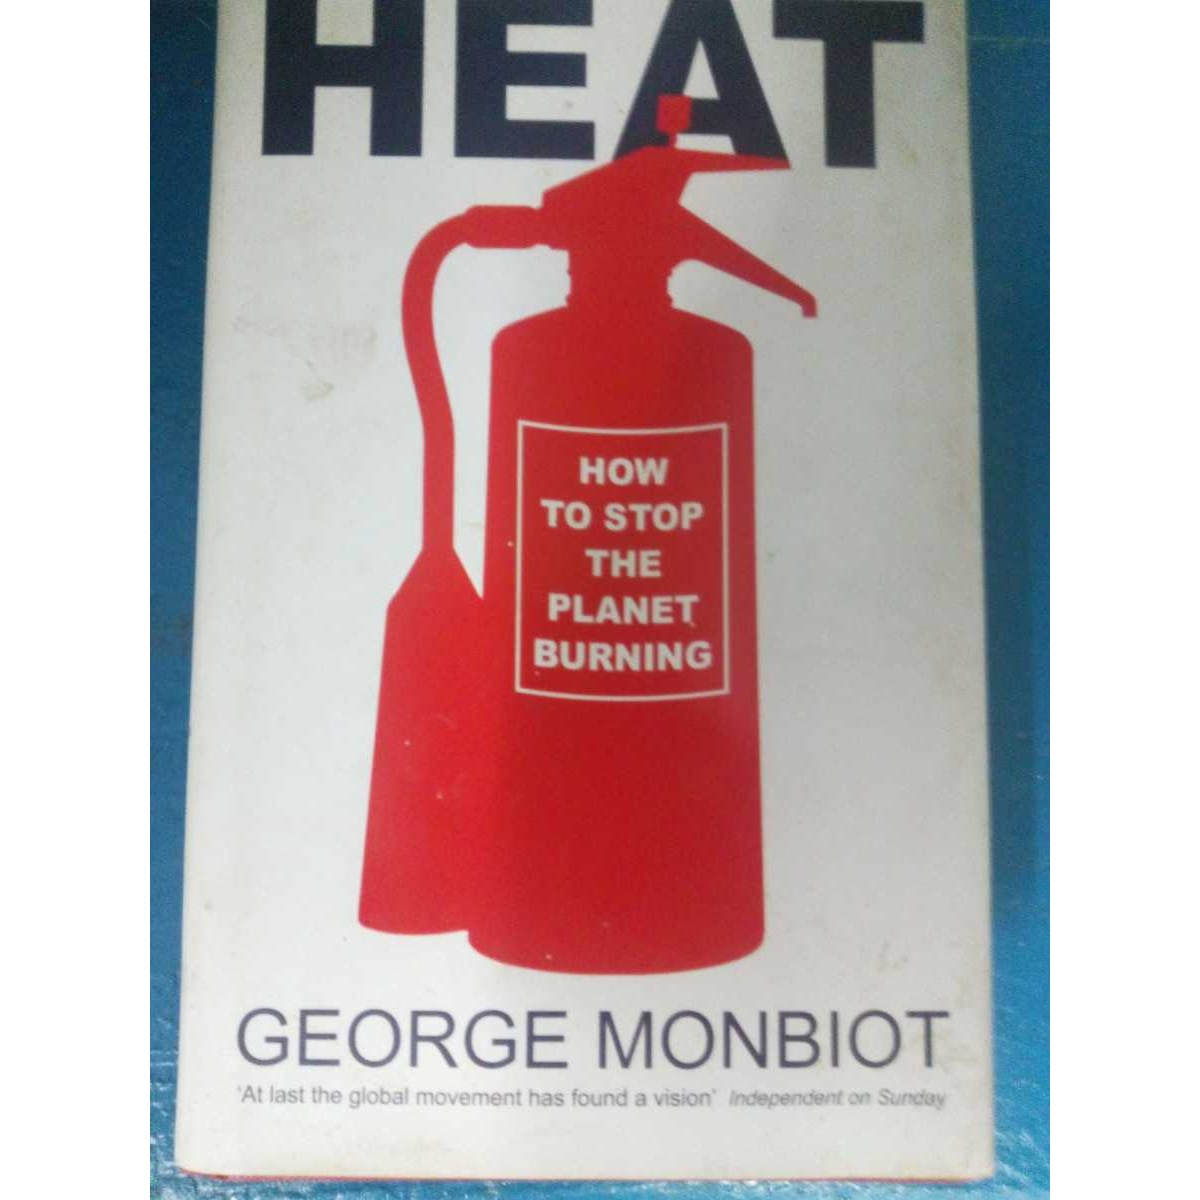 HEAT
HOW
TO STOP
THE
PLANET
BURNING
GEORGE MONBIOT
'At last the global movement has found a vision' Independent on Sunday